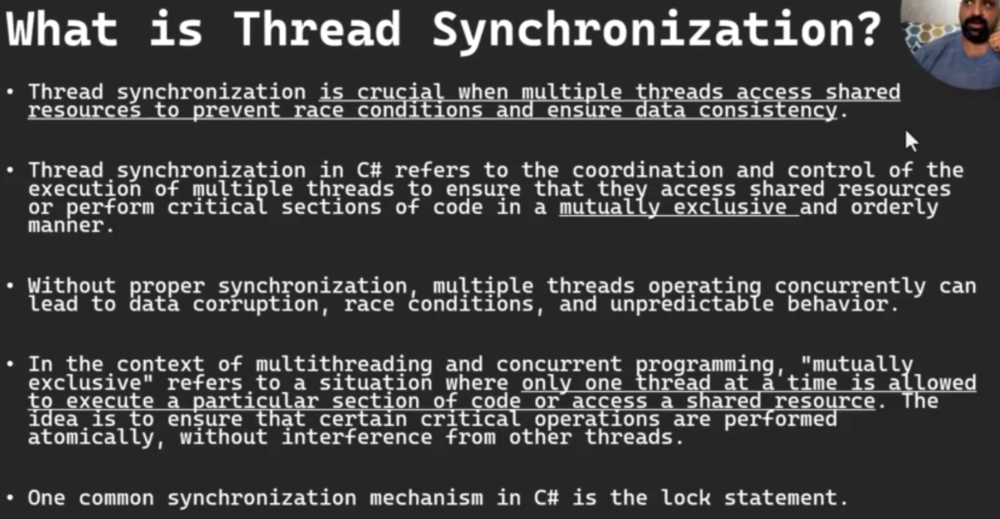 What is Thread Synchronization?
• Thread synchronization is crucial when multiple threads access shared
resources to prevent race conditions and ensure data consistency.
• Thread synchronization in C# refers to the coordination and control of the
execution of multiple threads to ensure that they access shared resources
or perform critical sections of code in a mutually exclusive and orderly
manner.
• Without proper synchronization, multiple threads operating concurrently can
lead to data corruption, race conditions, and unpredictable behavior.
• In the context of multithreading and concurrent programming, "mutually
exclusive" refers to a situation where only one thread at a time is allowed
to execute a particular section of code or access a shared resource. The
idea is to ensure that certain critical operations are performed
atomically, without interference from other threads.
• One common synchronization mechanism in C# is the lock statement.